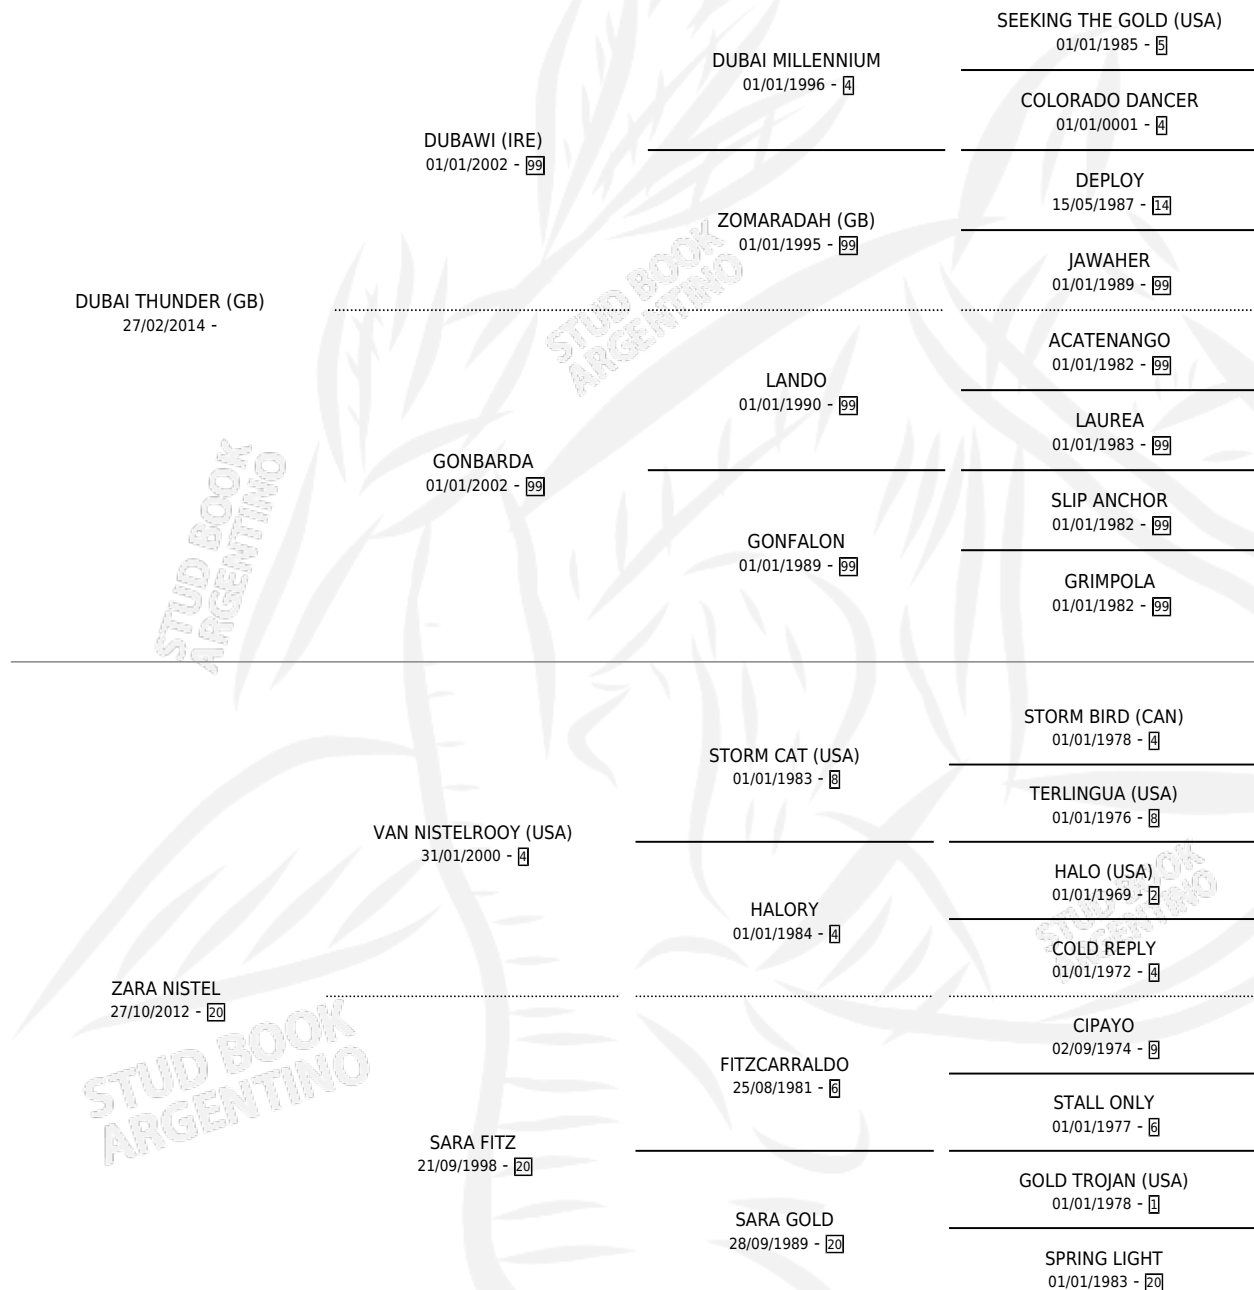 SEEKING THE GOLD (USA)
01/01/1985 - 5
DUBAI MILLENNIUM
01/01/1996 - 4
COLORADO DANCER
01/01/0001 - 4
DUBAWI (IRE)
01/01/2002 - 99
DEPLOY
15/05/1987 - 14
ZOMARADAH (GB)
01/01/1995 - 99
JAWAHER
01/01/1989 - 99
DUBAI THUNDER (GB)
27/02/2014 -
ACATENANGO
01/01/1982 - 99
LANDO
01/01/1990 - 99
LAUREA
01/01/1983 - 99
GONBARDA
01/01/2002 - 99
SLIP ANCHOR
01/01/1982 - 99
GONFALON
01/01/1989 - 99
GRIMPOLA
01/01/1982 - 99
STUD BOOK
ARGENTINO
STUD BOOK
ARGENTINO
STORM BIRD (CAN)
01/01/1978 - 4
STORM CAT (USA)
01/01/1983 - 8
TERLINGUA (USA)
01/01/1976 - 8
VAN NISTELROOY (USA)
31/01/2000 - 4
HALO (USA)
01/01/1969 - 2
HALORY
01/01/1984 - 4
COLD REPLY
01/01/1972 - 4
ZARA NISTEL
27/10/2012 - 20
CIPAYO
02/09/1974 - 9
FITZCARRALDO
25/08/1981 - 6
STALL ONLY
01/01/1977 - 6
SARA FITZ
21/09/1998 - 20
GOLD TROJAN (USA)
01/01/1978 - 1
SARA GOLD
28/09/1989 - 20
SPRING LIGHT
01/01/1983 - 20
STUD BOOK
ARGENTINO
STUD BOOK
ARGENTINO